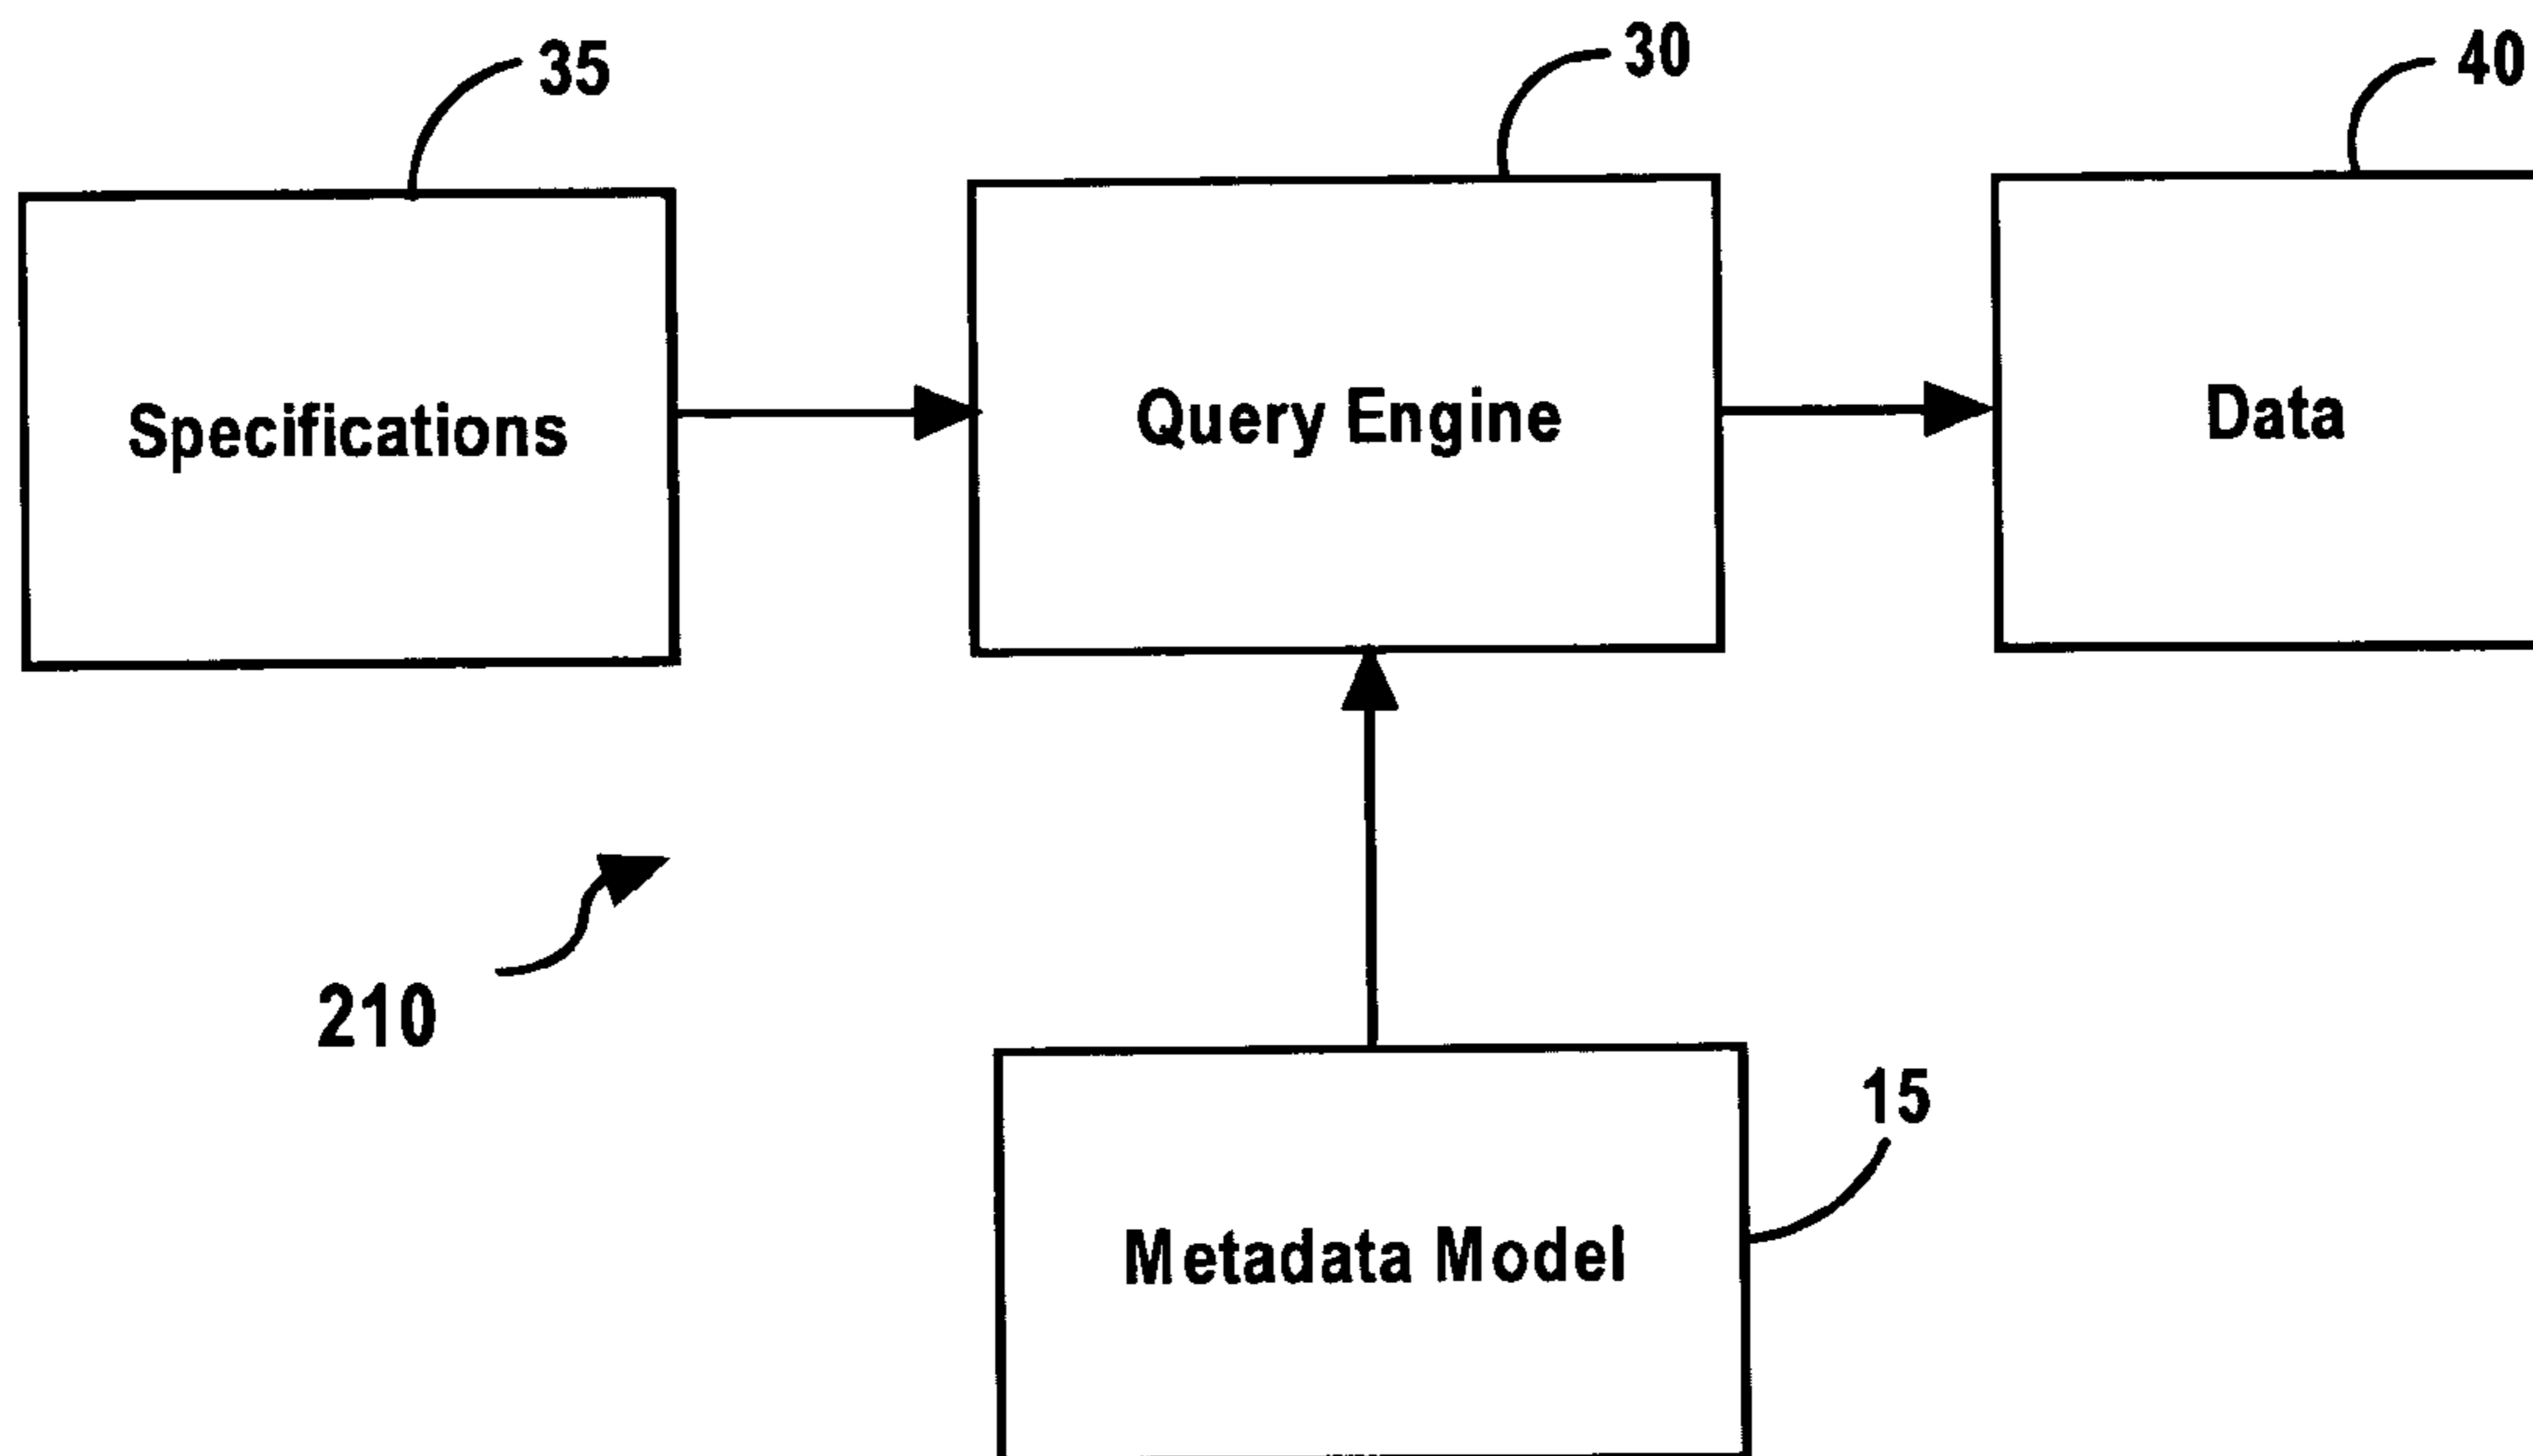 35
30
40
Specifications
Query Engine
Data
210
15
Metadata Model